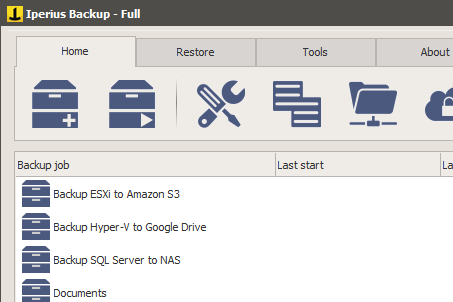 Iperius Backup - Full
Home Restore Tools About
Backup job Last start La
Backup ESXi to Amazon S3
Backup Hyper-V to Google Drive
Backup SQL Server to NAS
Documents